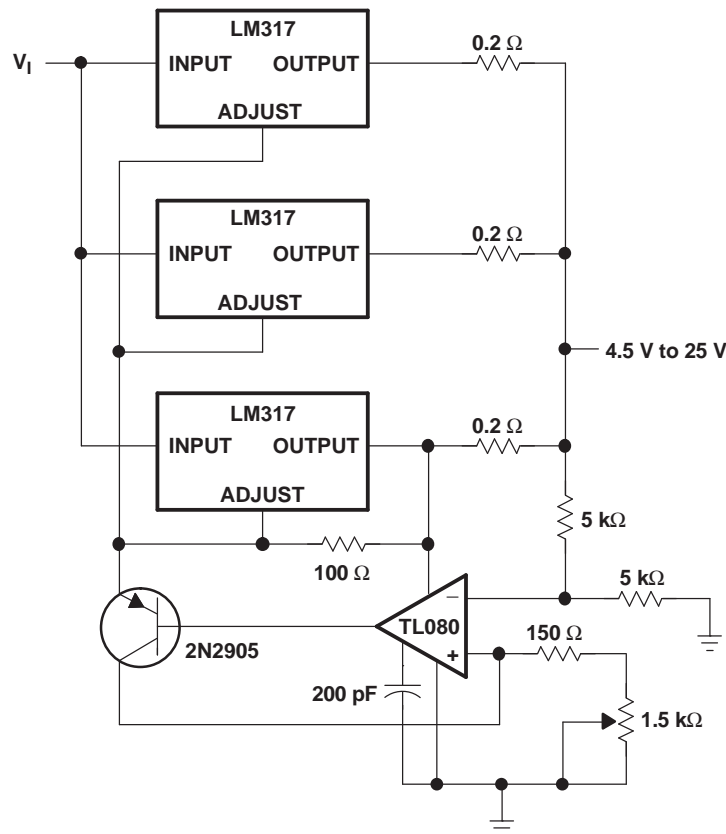 LM317
V_I
INPUT OUTPUT
ADJUST
0.2 Ω
LM317
INPUT OUTPUT
ADJUST
0.2 Ω
4.5 V to 25 V
LM317
INPUT OUTPUT
ADJUST
0.2 Ω
5 kΩ
100 Ω
5 kΩ
−
TL080
+
2N2905
150 Ω
200 pF
1.5 kΩ